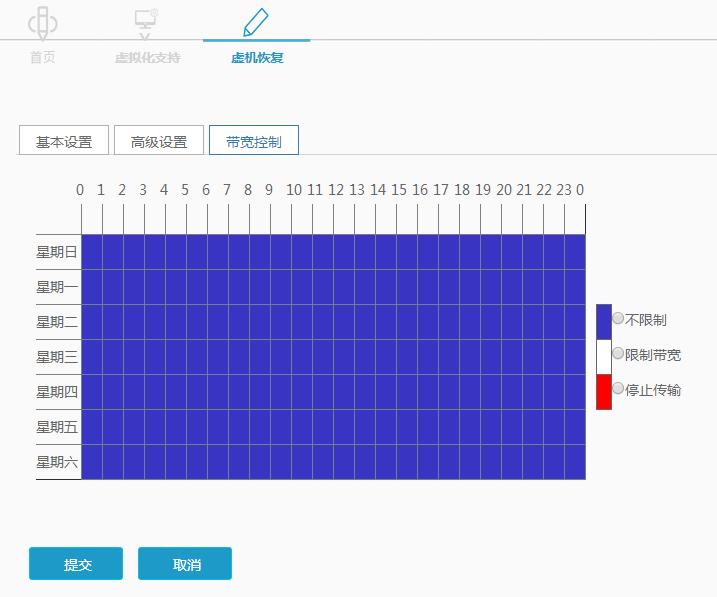 首页 虚拟化支持 虚机恢复
基本设置 高级设置 带宽控制
0 1 2 3 4 5 6 7 8 9 10 11 12 13 14 15 16 17 18 19 20 21 22 23 0
星期日
星期一
星期二 不限制
星期三 限制带宽
星期四 停止传输
星期五
星期六
提交 取消